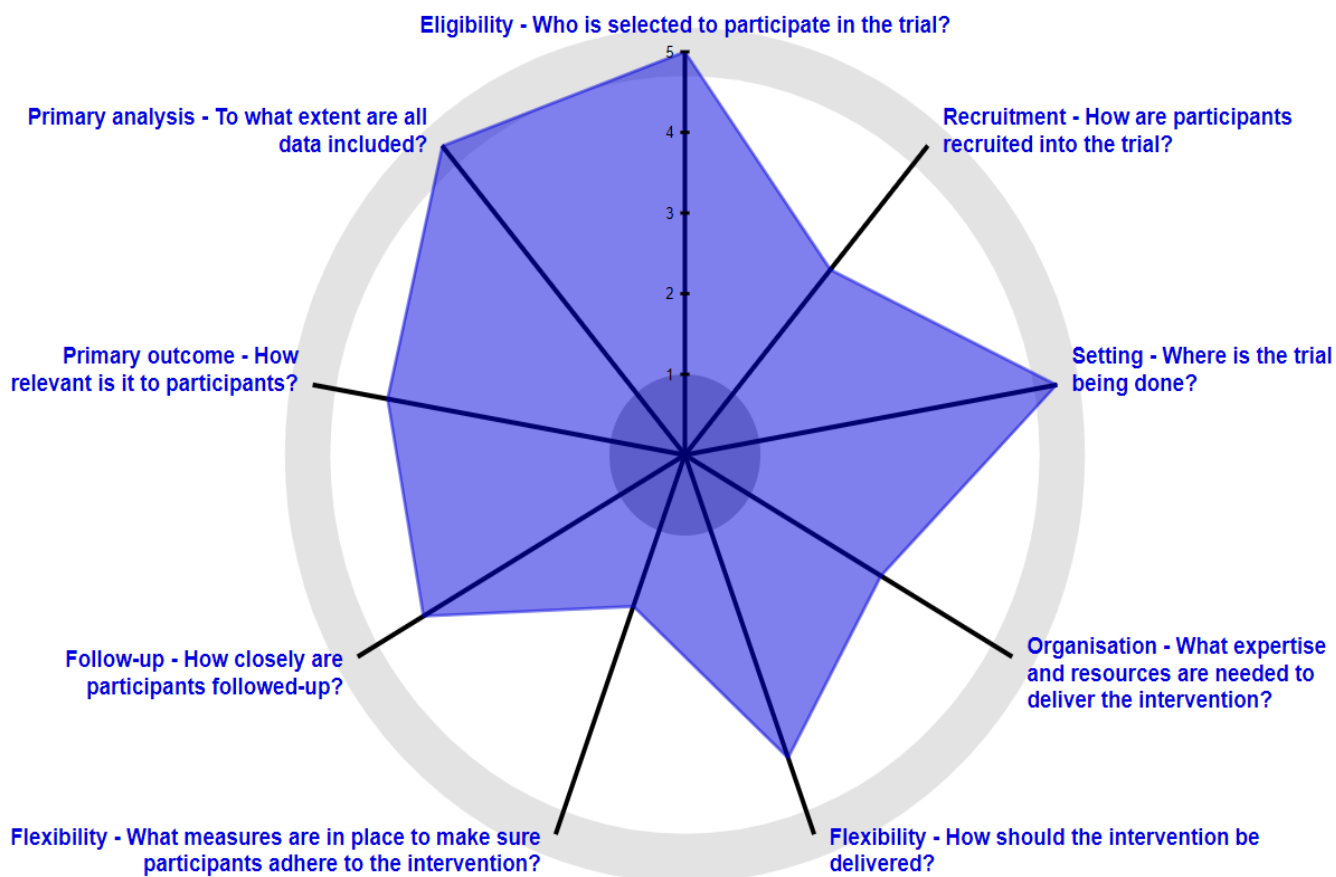 Eligibility - Who is selected to participate in the trial?
5
4
3
2
1
Recruitment - How are participants
recruited into the trial?
Setting - Where is the trial
being done?
Organisation - What expertise
and resources are needed to
deliver the intervention?
Flexibility - How should the intervention be
delivered?
Flexibility - What measures are in place to make sure
participants adhere to the intervention?
Follow-up - How closely are
participants followed-up?
Primary outcome - How
relevant is it to participants?
Primary analysis - To what extent are all
data included?